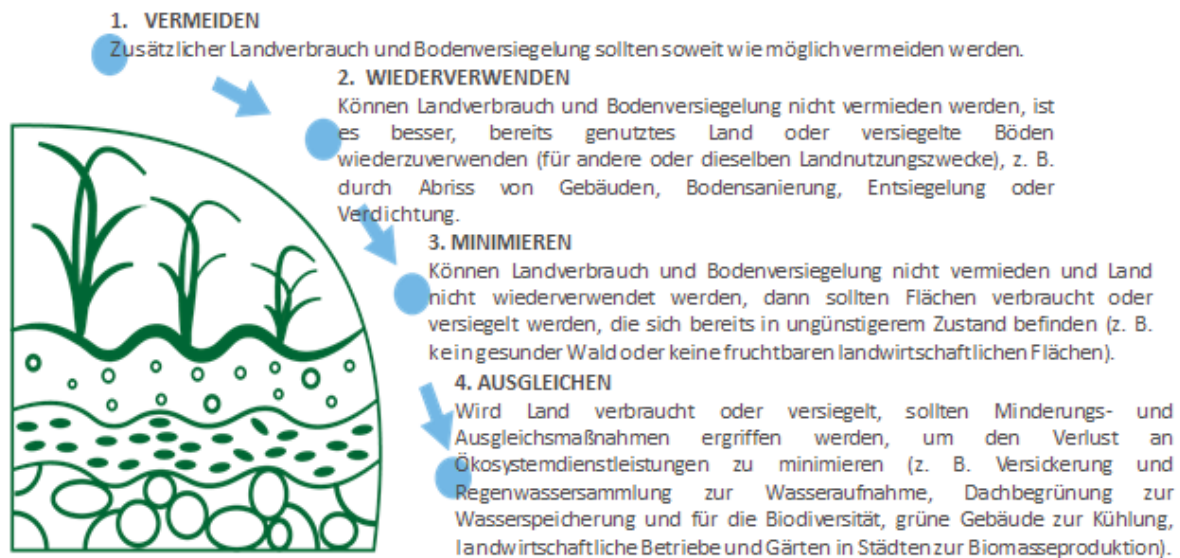 1. VERMEIDEN
Zusätzlicher Landverbrauch und Bodenversiegelung sollten soweit wie möglich vermeiden werden.
2. WIEDERVERWENDEN
Können Landverbrauch und Bodenversiegelung nicht vermieden werden, ist
es besser, bereits genutztes Land oder versiegelte Böden
wiederzuverwenden (für andere oder dieselben Landnutzungszwecke), z. B.
durch Abriss von Gebäuden, Bodensanierung, Entsiegelung oder
Verdichtung.
3. MINIMIEREN
Können Landverbrauch und Bodenversiegelung nicht vermieden und Land
nicht wiederverwendet werden, dann sollten Flächen verbraucht oder
versiegelt werden, die sich bereits in ungünstigerem Zustand befinden (z. B.
kein gesunder Wald oder keine fruchtbaren landwirtschaftlichen Flächen).
4. AUSGLEICHEN
Wird Land verbraucht oder versiegelt, sollten Minderungs- und
Ausgleichsmaßnahmen ergriffen werden, um den Verlust an
Ökosystemdienstleistungen zu minimieren (z. B. Versickerung und
Regenwassersammlung zur Wasseraufnahme, Dachbegrünung zur
Wasserspeicherung und für die Biodiversität, grüne Gebäude zur Kühlung,
landwirtschaftliche Betriebe und Gärten in Städten zur Biomasseproduktion).